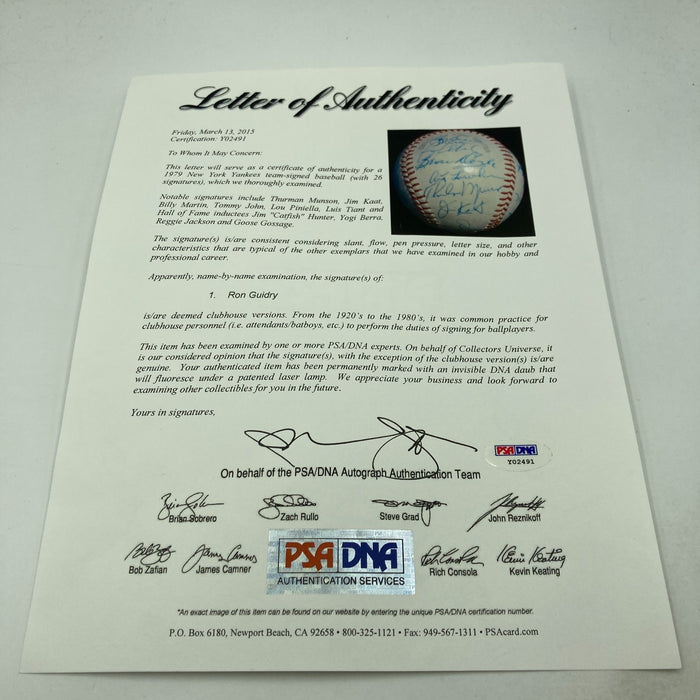 Letter of Authenticity
Friday, March 13, 2015
Certification: Y02491
To Whom It May Concern:
This letter will serve as a certificate of authenticity for a
1979 New York Yankees team-signed baseball (with 26
signatures), which we thoroughly examined.
Notable signatures include Thurman Munson, Jim Kaat,
Billy Martin, Tommy John, Lou Piniella, Luis Tiant and
Hall of Fame inductees Jim "Catfish" Hunter, Yogi Berra,
Reggie Jackson and Goose Gossage.
The signature(s) is/are consistent considering slant, flow, pen pressure, letter size, and other
characteristics that are typical of the other exemplars that we have examined in our hobby and
professional career.
Apparently, name-by-name examination, the signature(s) of:
1. Ron Guidry
is/are deemed clubhouse versions. From the 1920's to the 1980's, it was common practice for
clubhouse personnel (i.e. attendants/batboys, etc.) to perform the duties of signing for ballplayers.
This item has been examined by one or more PSA/DNA experts. On behalf of Collectors Universe, it
is our considered opinion that the signature(s), with the exception of the clubhouse version(s) is/are
genuine. Your authenticated item has been permanently marked with an invisible DNA daub that
will fluoresce under a patented laser lamp. We appreciate your business and look forward to
examining other collectibles for you in the future.
Yours in signatures,
PSA DNA
Y02491
On behalf of the PSA/DNA Autograph Authentication Team
Brian Sobrero Zach Rullo Steve Grad John Reznikoff
Bob Zafian James Camner Rich Consola Kevin Keating
PSA DNA
AUTHENTICATION SERVICES
*An exact image of this item can be found on our website by entering the unique PSA/DNA certification number.
P.O. Box 6180, Newport Beach, CA 92658 • 800-325-1121 • Fax: 949-567-1311 • PSAcard.com